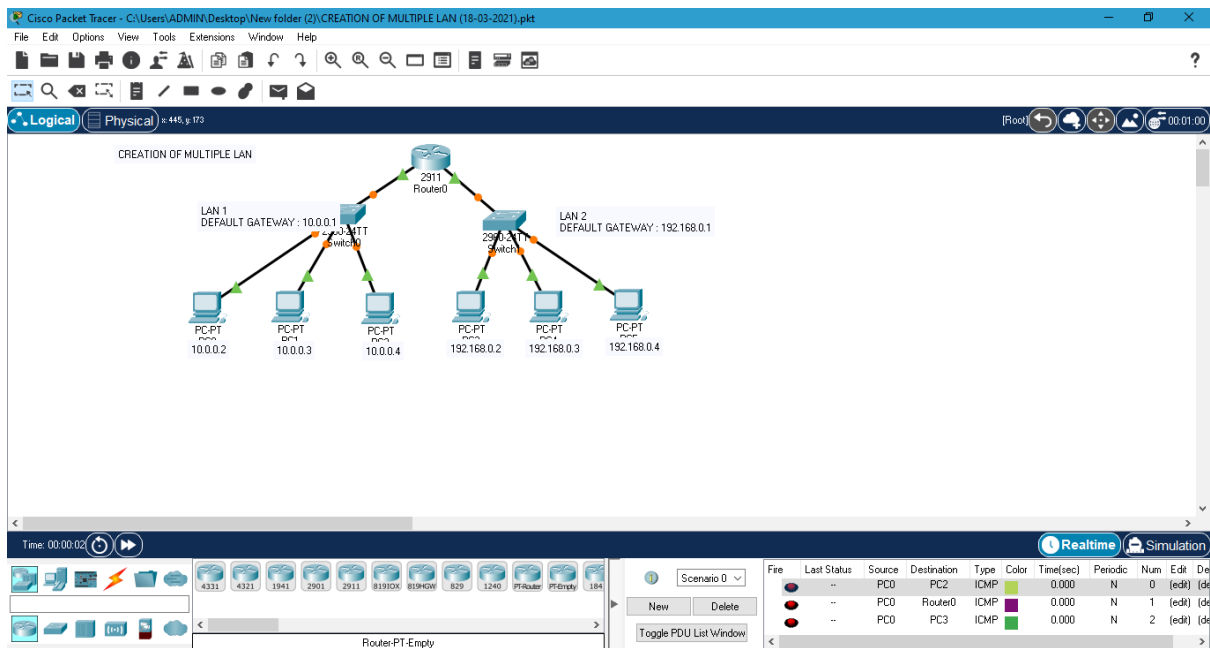 Cisco Packet Tracer - C:\Users\ADMIN\Desktop\New folder (2)\CREATION OF MULTIPLE LAN (18-03-2021).pkt
File Edit Options View Tools Extensions Window Help
?
Logical Physical x: 445, y: 173 [Root] 00:01:00
CREATION OF MULTIPLE LAN
2911
Router0
LAN 1
DEFAULT GATEWAY : 10.0.0.1
LAN 2
DEFAULT GATEWAY : 192.168.0.1
Switch0
PC-PT
10.0.0.2
PC-PT
10.0.0.3
PC-PT
10.0.0.4
PC-PT
192.168.0.2
PC-PT
192.168.0.3
PC-PT
192.168.0.4
Time: 00:00:02 Realtime Simulation
4331 4321 1941 2901 2911 819IOX 819HGW 829 1240 PT-Router PT-Empty 184
Router-PT-Empty
Scenario 0
New Delete
Toggle PDU List Window
Fire Last Status Source Destination Type Color Time(sec) Periodic Num Edit De
-- PC0 PC2 ICMP 0.000 N 0 (edit) (de
-- PC0 Router0 ICMP 0.000 N 1 (edit) (de
-- PC0 PC3 ICMP 0.000 N 2 (edit) (de